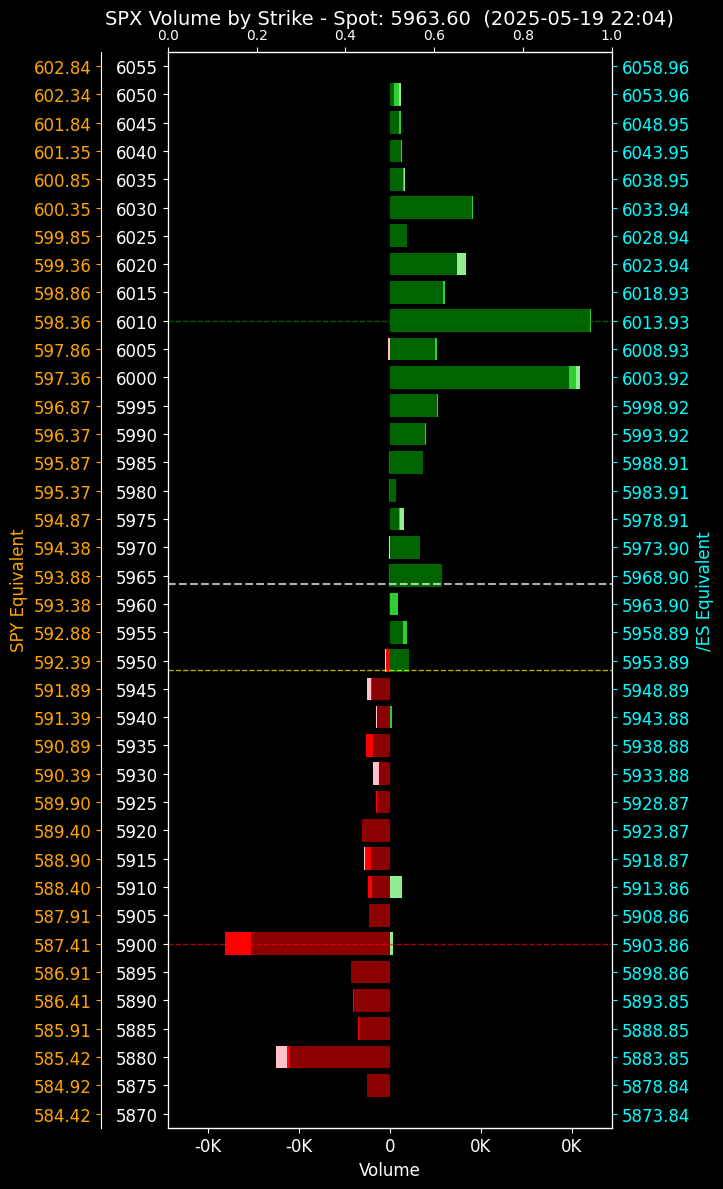 SPX Volume by Strike - Spot: 5963.60  (2025-05-19 22:04)
0.0 0.2 0.4 0.6 0.8 1.0
602.84 6055 6058.96
602.34 6050 6053.96
601.84 6045 6048.95
601.35 6040 6043.95
600.85 6035 6038.95
600.35 6030 6033.94
599.85 6025 6028.94
599.36 6020 6023.94
598.86 6015 6018.93
598.36 6010 6013.93
597.86 6005 6008.93
597.36 6000 6003.92
596.87 5995 5998.92
596.37 5990 5993.92
595.87 5985 5988.91
595.37 5980 5983.91
594.87 5975 5978.91
594.38 5970 5973.90
593.88 5965 5968.90
593.38 5960 5963.90
592.88 5955 5958.89
592.39 5950 5953.89
591.89 5945 5948.89
591.39 5940 5943.88
590.89 5935 5938.88
590.39 5930 5933.88
589.90 5925 5928.87
589.40 5920 5923.87
588.90 5915 5918.87
588.40 5910 5913.86
587.91 5905 5908.86
587.41 5900 5903.86
586.91 5895 5898.86
586.41 5890 5893.85
585.91 5885 5888.85
585.42 5880 5883.85
584.92 5875 5878.84
584.42 5870 5873.84
SPY Equivalent
/ES Equivalent
-0K -0K 0 0K 0K
Volume